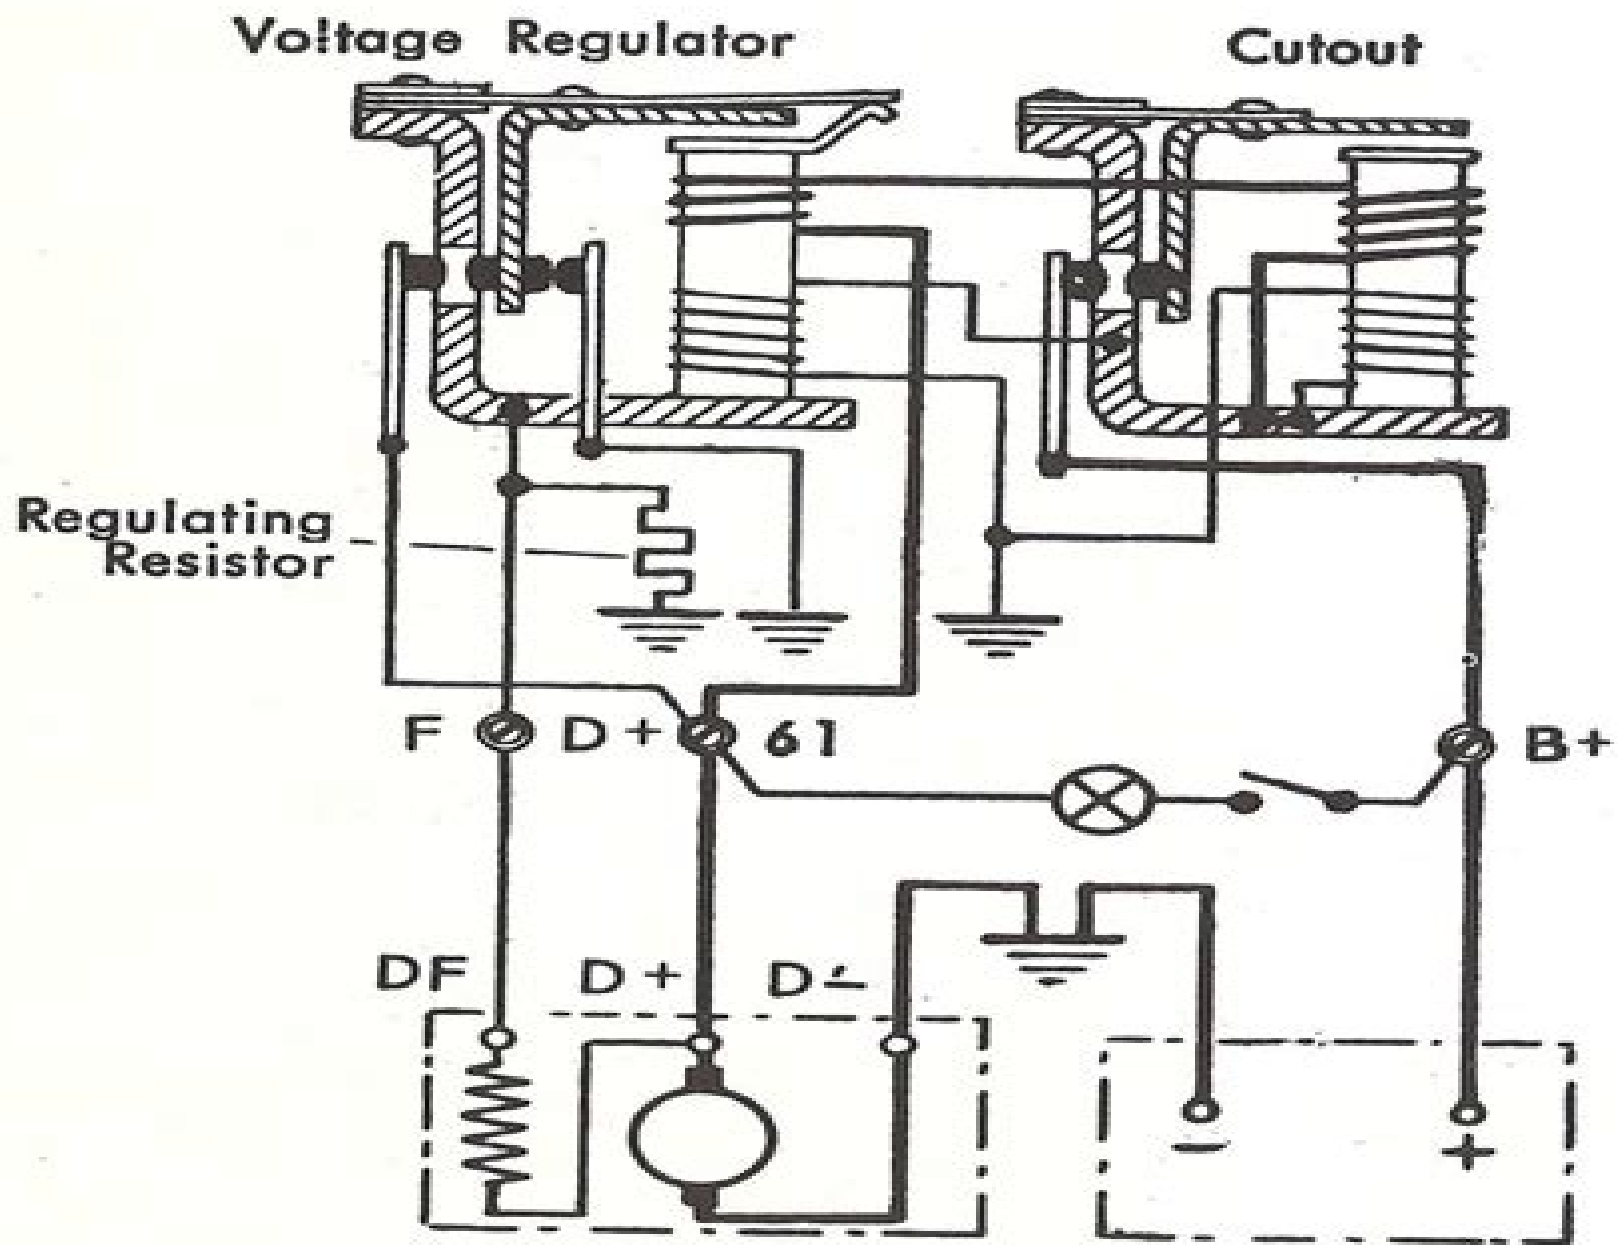 Voltage Regulator
Cutout
Regulating
Resistor
F
D+
61
B+
DF
D+
D-
−
+